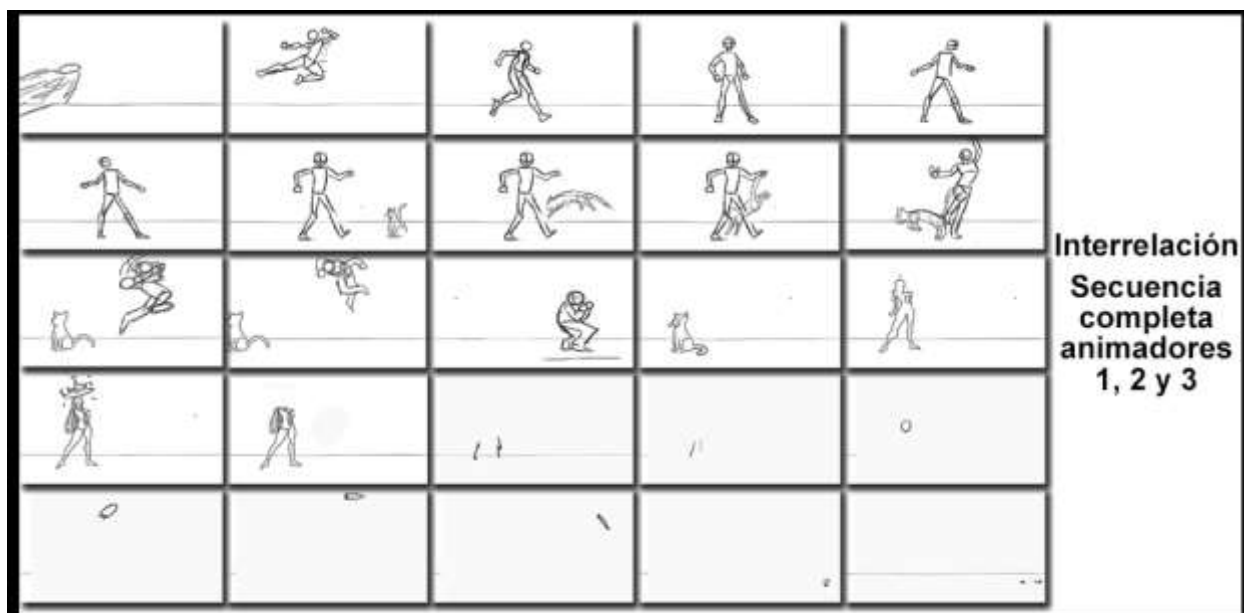 Interrelación
Secuencia
completa
animadores
1, 2 y 3